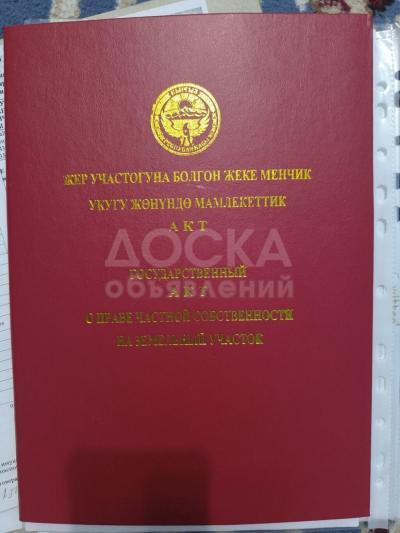 ЖЕР УЧАСТОГУНА БОЛГОН ЖЕКЕ МЕНЧИК
УКУГУ ЖӨНҮНДӨ МАМЛЕКЕТТИК
АКТ
ДОСКА
объявлений
ГОСУДАРСТВЕННЫЙ
АКТ
О ПРАВЕ ЧАСТНОЙ СОБСТВЕННОСТИ
НА ЗЕМЕЛЬНЫЙ УЧАСТОК